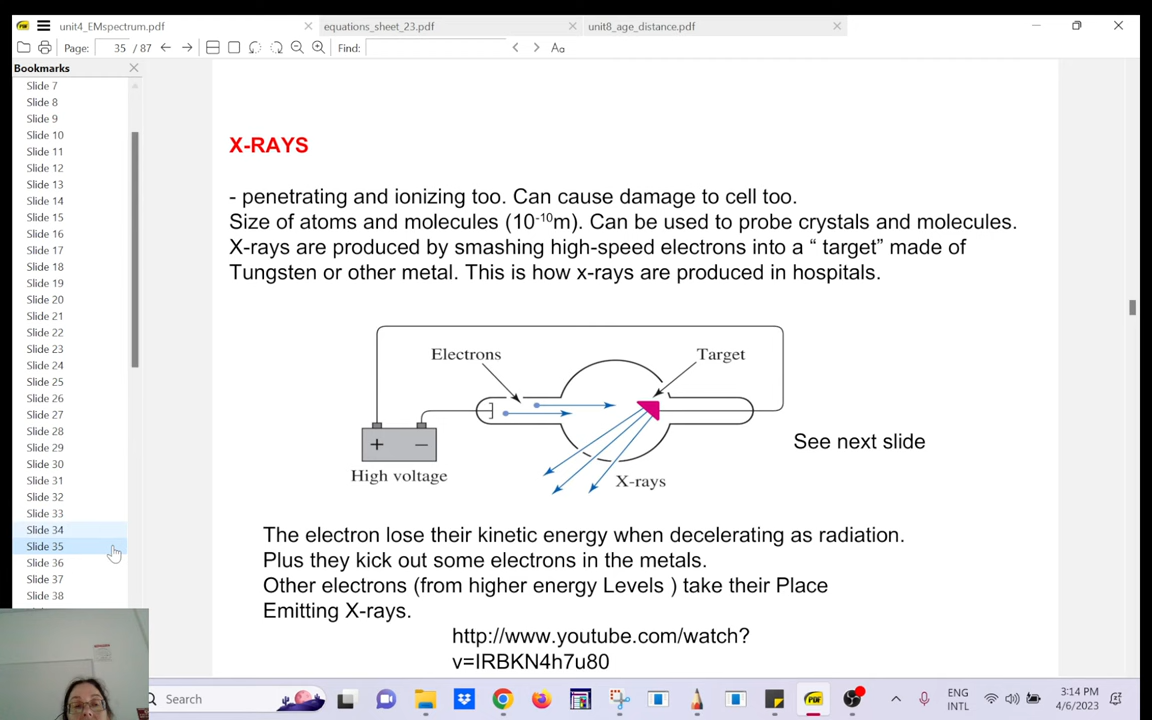 unit4_EMspectrum.pdf
equations_sheet_23.pdf
unit8_age_distance.pdf
Page: 35 / 87
Find:
Aa
Bookmarks
Slide 7
Slide 8
Slide 9
Slide 10
Slide 11
Slide 12
Slide 13
Slide 14
Slide 15
Slide 16
Slide 17
Slide 18
Slide 19
Slide 20
Slide 21
Slide 22
Slide 23
Slide 24
Slide 25
Slide 26
Slide 27
Slide 28
Slide 29
Slide 30
Slide 31
Slide 32
Slide 33
Slide 34
Slide 35
Slide 36
Slide 37
Slide 38
X-RAYS
- penetrating and ionizing too. Can cause damage to cell too.
Size of atoms and molecules (10⁻¹⁰m). Can be used to probe crystals and molecules.
X-rays are produced by smashing high-speed electrons into a “ target” made of
Tungsten or other metal. This is how x-rays are produced in hospitals.
Electrons
Target
+ −
High voltage
X-rays
See next slide
The electron lose their kinetic energy when decelerating as radiation.
Plus they kick out some electrons in the metals.
Other electrons (from higher energy Levels ) take their Place
Emitting X-rays.
http://www.youtube.com/watch?
v=IRBKN4h7u80
Search
ENG
INTL
3:14 PM
4/6/2023